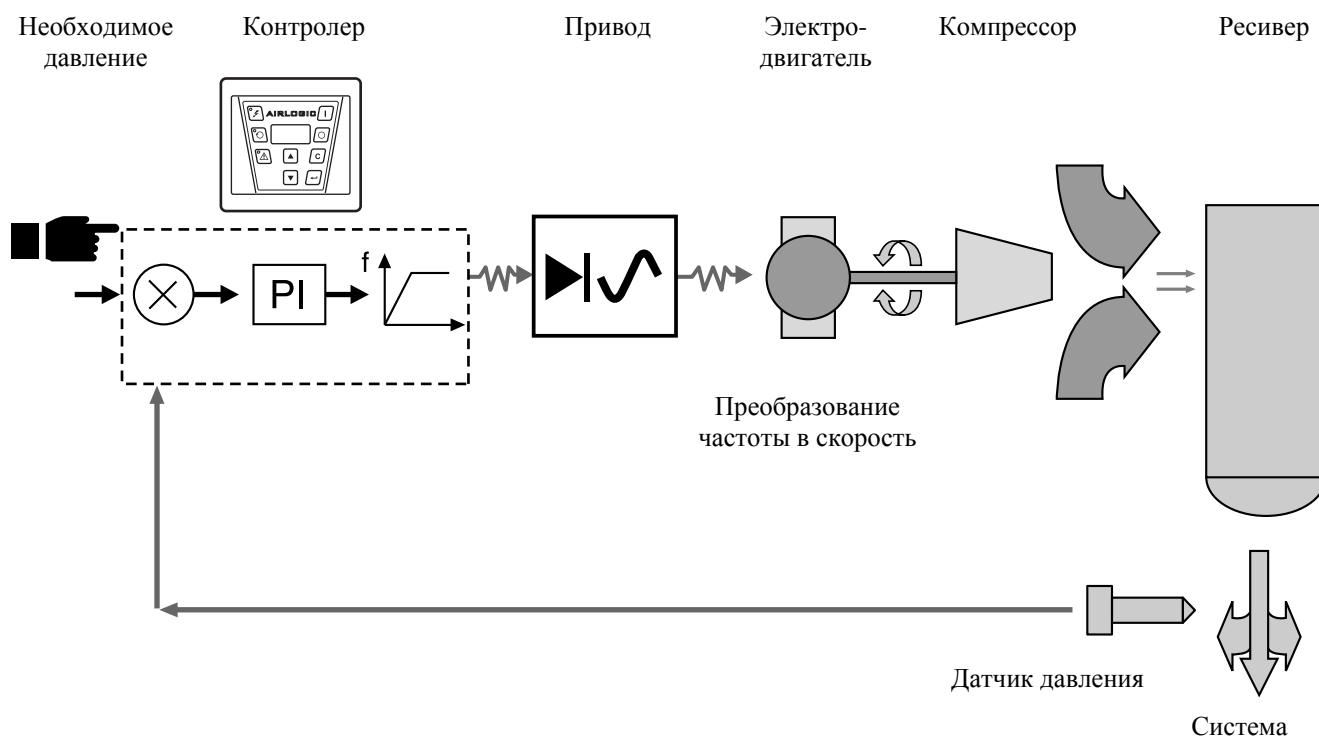 Необходимое
давление
Контролер
Привод
Электро-
двигатель
Компрессор
Ресивер
AIRLOGIC
I
C
f
PI
Преобразование
частоты в скорость
Датчик давления
Система